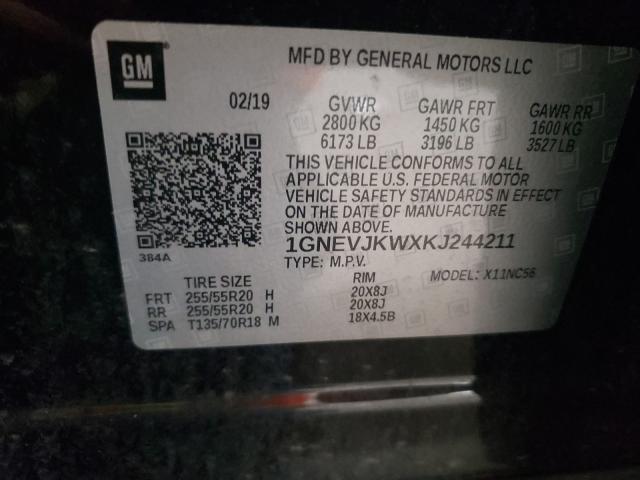 GM
MFD BY GENERAL MOTORS LLC
02/19
GVWR GAWR FRT GAWR RR
2800 KG 1450 KG 1600 KG
6173 LB 3196 LB 3527 LB
THIS VEHICLE CONFORMS TO ALL
APPLICABLE U.S. FEDERAL MOTOR
VEHICLE SAFETY STANDARDS IN EFFECT
ON THE DATE OF MANUFACTURE
SHOWN ABOVE.
1GNEVJKWXKJ244211
384A
TYPE: M.P.V.
MODEL: X11NC56
TIRE SIZE RIM
FRT 255/55R20 H 20X8J
RR 255/55R20 H 20X8J
SPA T135/70R18 M 18X4.5B